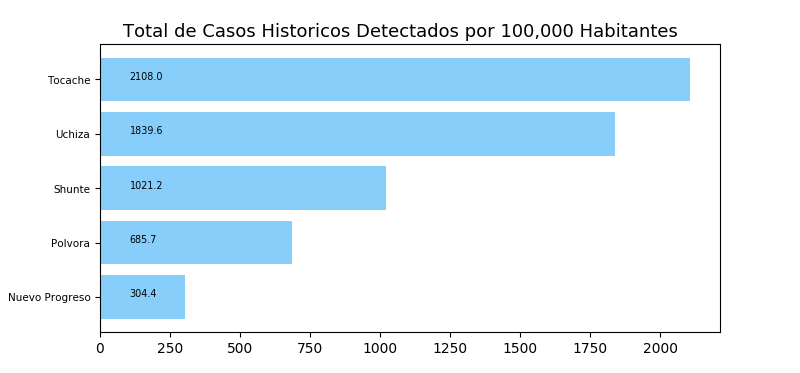 Total de Casos Historicos Detectados por 100,000 Habitantes
Tocache 2108.0
Uchiza 1839.6
Shunte 1021.2
Polvora 685.7
Nuevo Progreso 304.4
0 250 500 750 1000 1250 1500 1750 2000